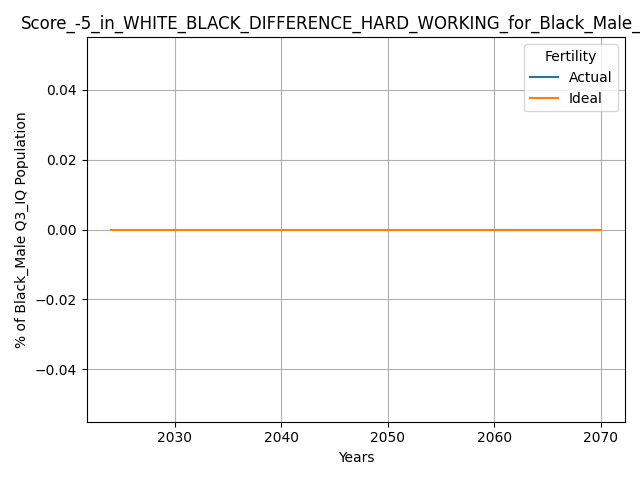 Score_-5_in_WHITE_BLACK_DIFFERENCE_HARD_WORKING_for_Black_Male_
Fertility
Actual
Ideal
0.04
0.02
0.00
−0.02
−0.04
% of Black_Male Q3_IQ Population
2030
2040
2050
2060
2070
Years